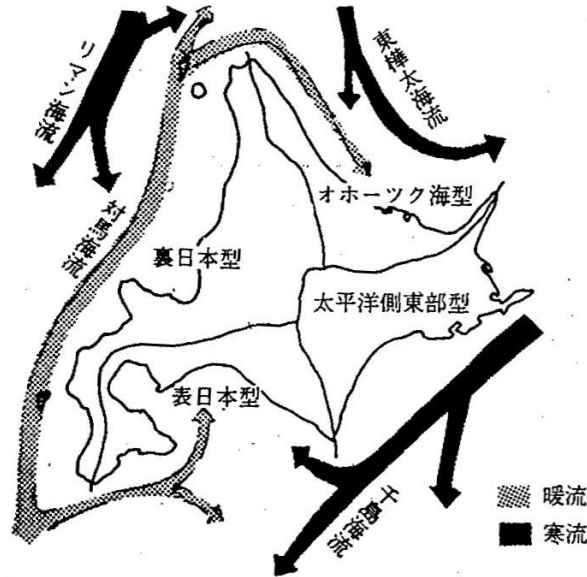 リマン海流
東樺太海流
オホーツク海型
対馬海流
裏日本型
太平洋側東部型
表日本型
千島海流
暖流
寒流